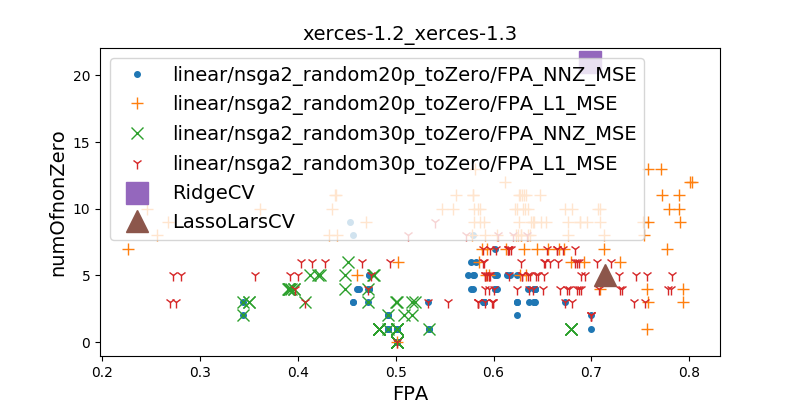 xerces-1.2_xerces-1.3
20
15
10
5
0
numOfnonZero
linear/nsga2_random20p_toZero/FPA_NNZ_MSE
linear/nsga2_random20p_toZero/FPA_L1_MSE
linear/nsga2_random30p_toZero/FPA_NNZ_MSE
linear/nsga2_random30p_toZero/FPA_L1_MSE
RidgeCV
LassoLarsCV
0.2 0.3 0.4 0.5 0.6 0.7 0.8
FPA